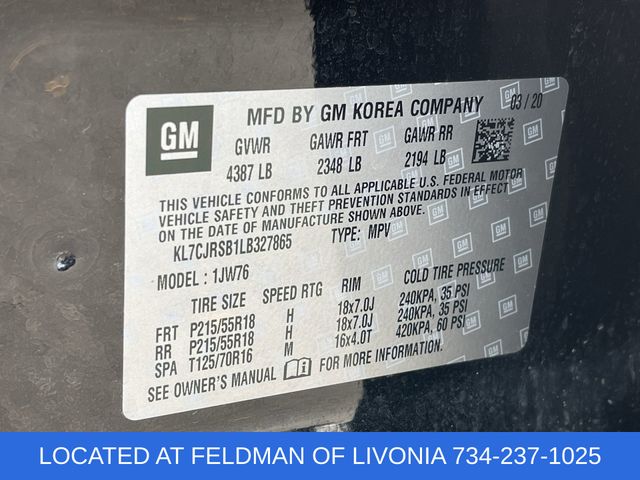 GM
MFD BY GM KOREA COMPANY 03 / 20
GVWR GAWR FRT GAWR RR
4387 LB 2348 LB 2194 LB
THIS VEHICLE CONFORMS TO ALL APPLICABLE U.S. FEDERAL MOTOR
VEHICLE SAFETY AND THEFT PREVENTION STANDARDS IN EFFECT
ON THE DATE OF MANUFACTURE SHOWN ABOVE.
KL7CJRSB1LB327865 TYPE: MPV
MODEL : 1JW76
TIRE SIZE SPEED RTG RIM COLD TIRE PRESSURE
FRT P215/55R18 H 18x7.0J 240KPA, 35 PSI
RR P215/55R18 H 18x7.0J 240KPA, 35 PSI
SPA T125/70R16 M 16x4.0T 420KPA, 60 PSI
SEE OWNER'S MANUAL FOR MORE INFORMATION.
LOCATED AT FELDMAN OF LIVONIA 734-237-1025